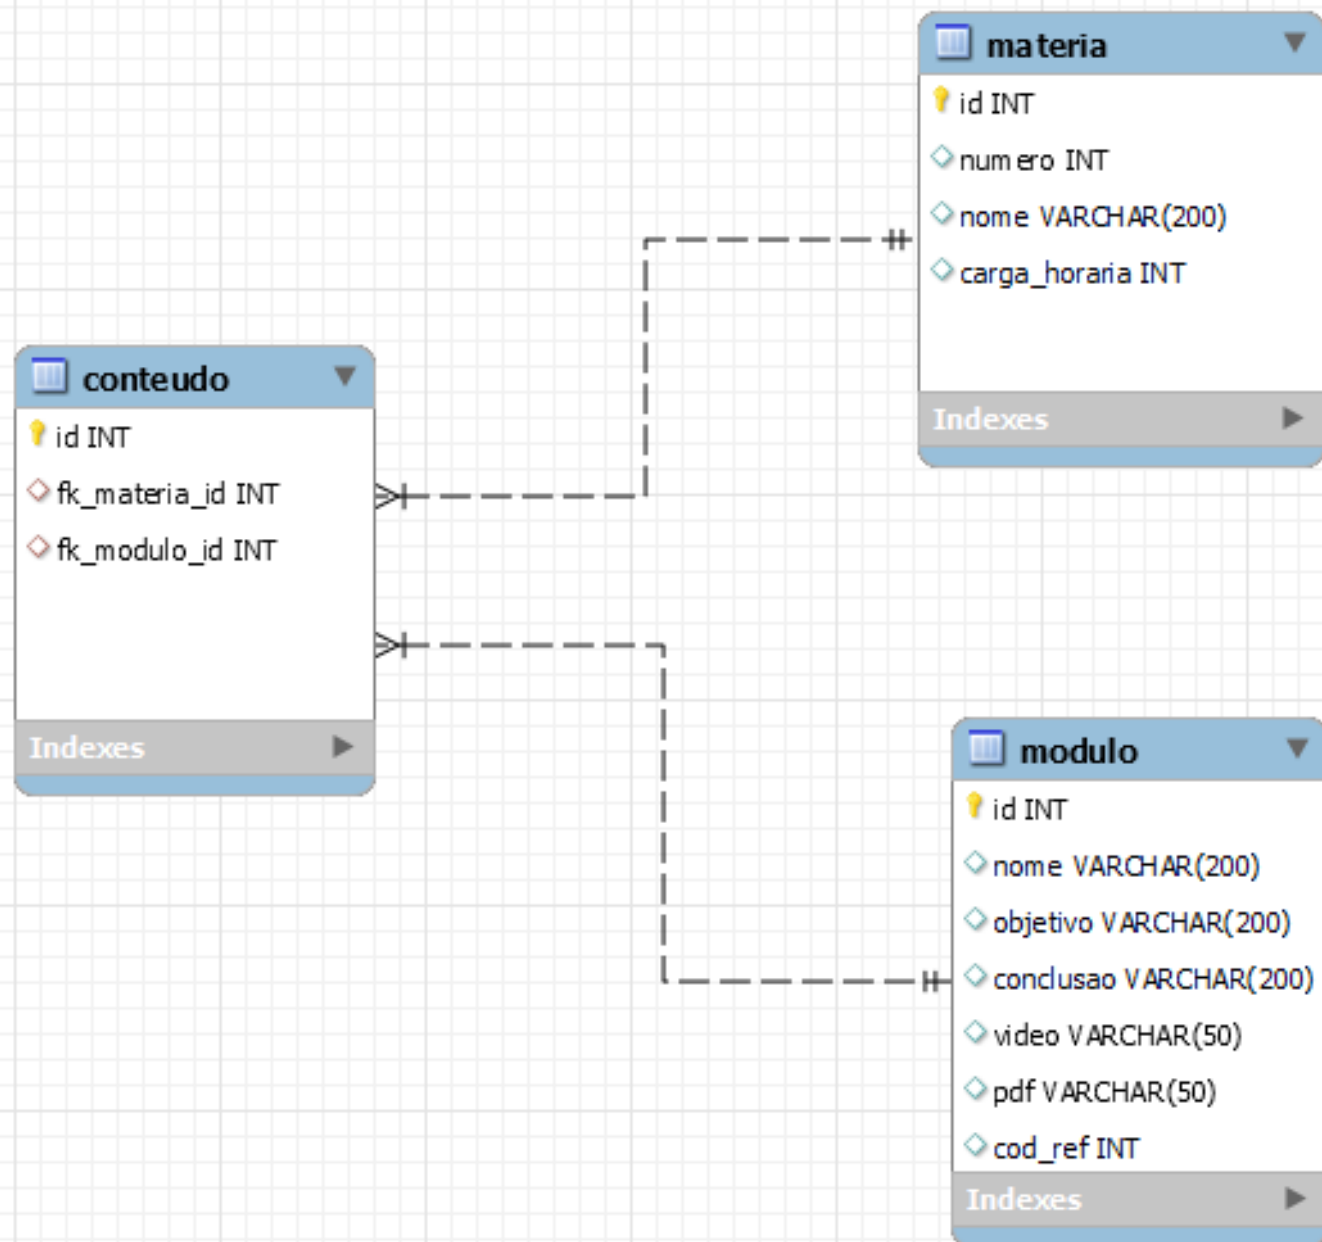 materia
id INT
numero INT
nome VARCHAR(200)
carga_horaria INT
Indexes
conteudo
id INT
fk_materia_id INT
fk_modulo_id INT
Indexes
modulo
id INT
nome VARCHAR(200)
objetivo VARCHAR(200)
conclusao VARCHAR(200)
video VARCHAR(50)
pdf VARCHAR(50)
cod_ref INT
Indexes